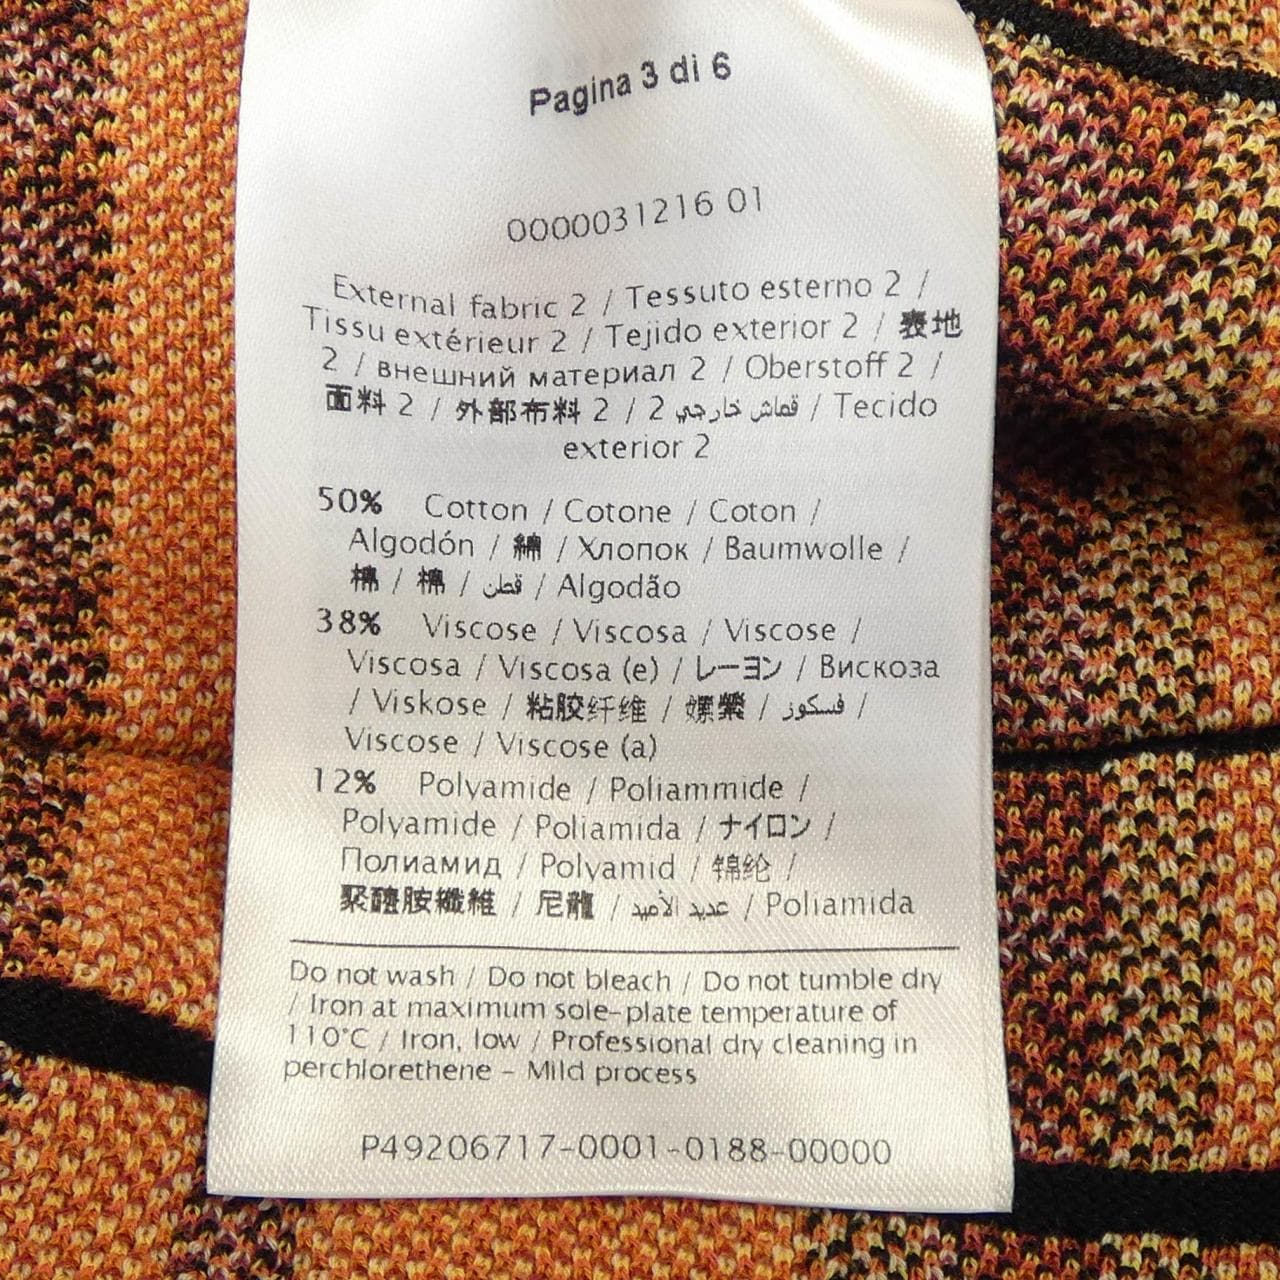 Pagina 3 di 6
0000031216 01
External fabric 2 / Tessuto esterno 2 /
Tissu extérieur 2 / Tejido exterior 2 / 表地
2 / внешний материал 2 / Oberstoff 2 /
面料 2 / 外部布料 2 / 2 قماش خارجي / Tecido
exterior 2
50% Cotton / Cotone / Coton /
Algodón / 綿 / Хлопок / Baumwolle /
棉 / 棉 / قطن / Algodão
38% Viscose / Viscosa / Viscose /
Viscosa / Viscosa (e) / レーヨン / Вискоза
/ Viskose / 粘胶纤维 / 嫘縈 / فسكوز /
Viscose / Viscose (a)
12% Polyamide / Poliammide /
Polyamide / Poliamida / ナイロン /
Полиамид / Polyamid / 锦纶 /
聚醯胺纖維 / 尼龍 / عديد الأميد / Poliamida
Do not wash / Do not bleach / Do not tumble dry
/ Iron at maximum sole-plate temperature of
110°C / Iron, low / Professional dry cleaning in
perchlorethene - Mild process
P49206717-0001-0188-00000